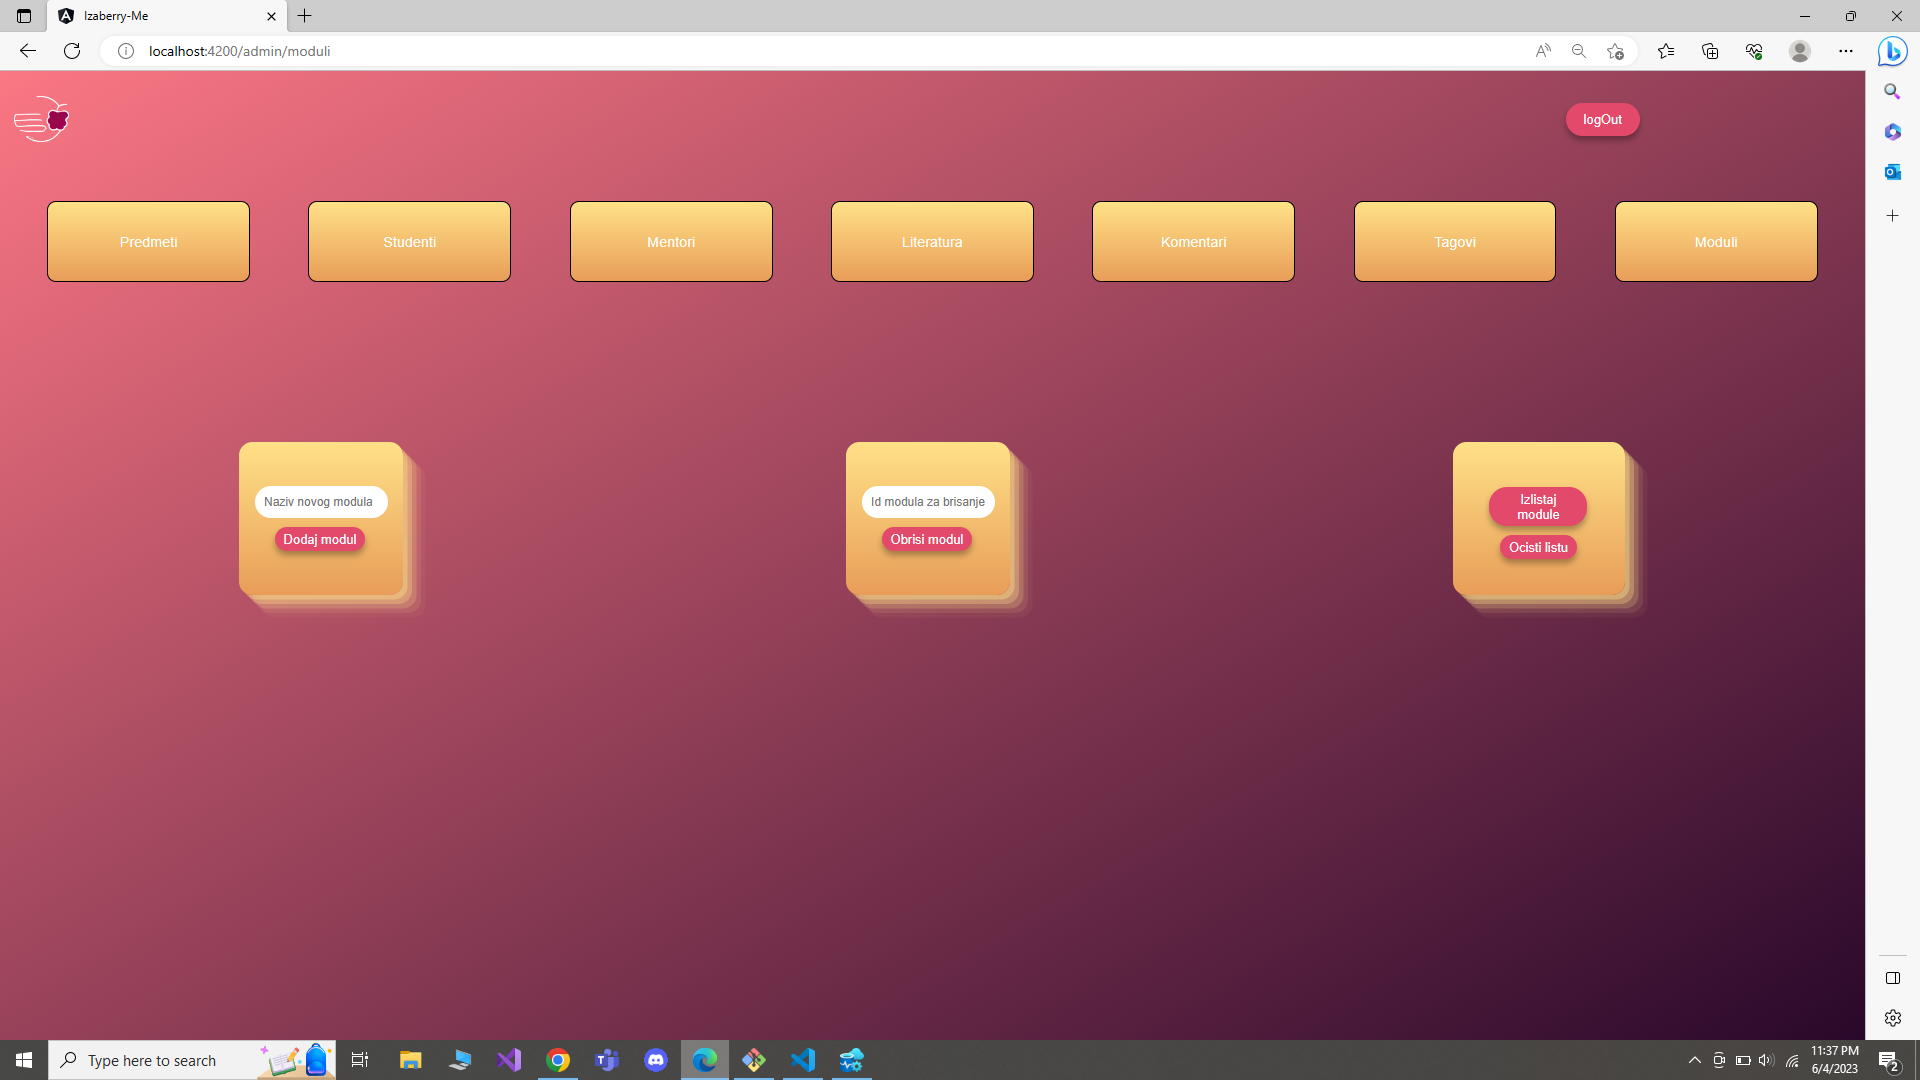 Izaberry-Me
localhost:4200/admin/moduli
logOut
Predmeti
Studenti
Mentori
Literatura
Komentari
Tagovi
Moduli
Naziv novog modula
Dodaj modul
Id modula za brisanje
Obrisi modul
Izlistaj
module
Ocisti listu
Type here to search
11:37 PM
6/4/2023
2